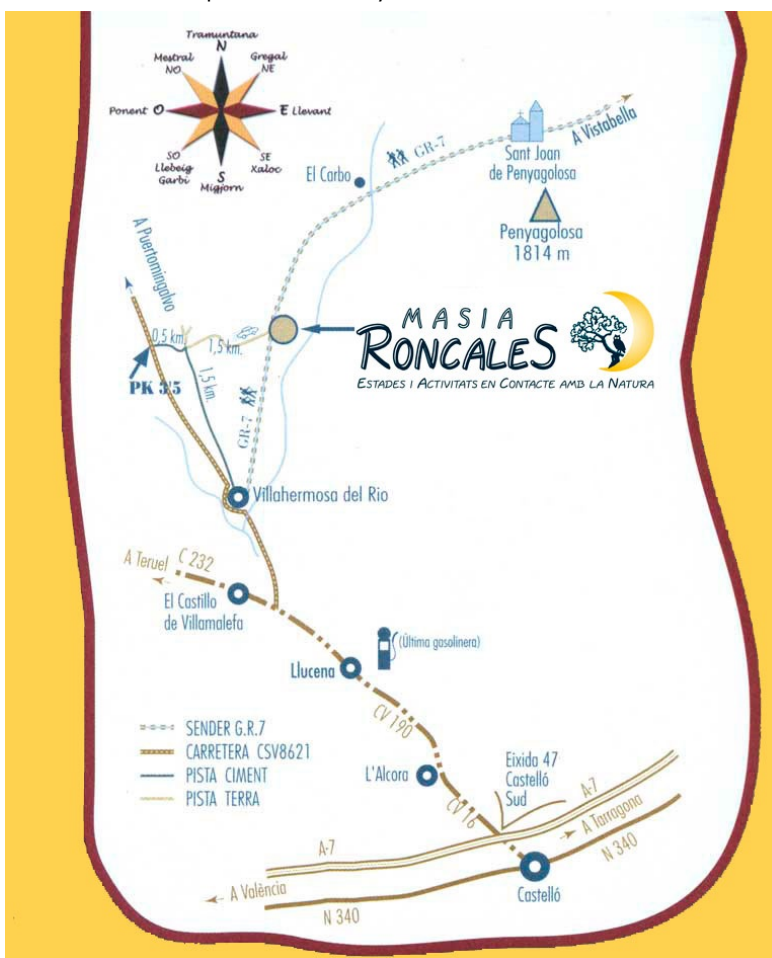 Tramuntana
N
Mestral
NO
Gregal
NE
Ponent O
E Llevant
SO
Llebeig
Garbi
S
Migjorn
SE
Xaloc
A Vistabella
GR-7
Sant Joan
de Penyagolosa
El Carbo
Penyagolosa
1814 m
A Puertomingalvo
MASIA
RONCALES
ESTADES I ACTIVITATS EN CONTACTE AMB LA NATURA
0,5 km.
1,5 km.
PK 35
1,5 km.
GR-7
Villahermosa del Rio
A Teruel
C 232
El Castillo
de Villamalefa
(Última gasolinera)
Llucena
CV 190
SENDER G.R.7
CARRETERA CSV8621
PISTA CIMENT
PISTA TERRA
L'Alcora
Eixida 47
Castelló
Sud
CV 16
A-7
A Tarragona
N 340
A-7
A València
Castelló
N 340